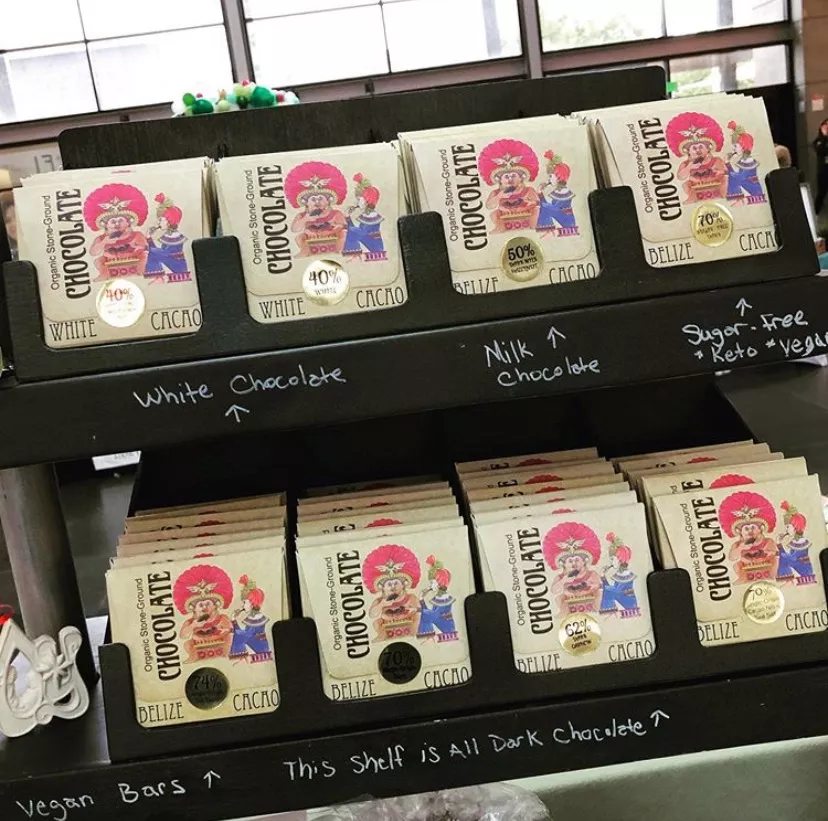 Organic Stone-Ground
CHOCOLATE
40%
WHITE CACAO
Organic Stone-Ground
CHOCOLATE
40%
WHITE
WHITE CACAO
Organic Stone-Ground
CHOCOLATE
50%
BELIZE CACAO
Organic Stone-Ground
CHOCOLATE
70%
BELIZE CACAO
White Chocolate
Milk
Chocolate
Sugar-Free
*Keto *Vegan
Organic Stone-Ground
CHOCOLATE
74%
BELIZE CACAO
Organic Stone-Ground
CHOCOLATE
70%
BELIZE CACAO
Organic Stone-Ground
CHOCOLATE
62%
BELIZE CACAO
Organic Stone-Ground
CHOCOLATE
70%
BELIZE CACAO
Vegan Bars
This Shelf is All Dark Chocolate